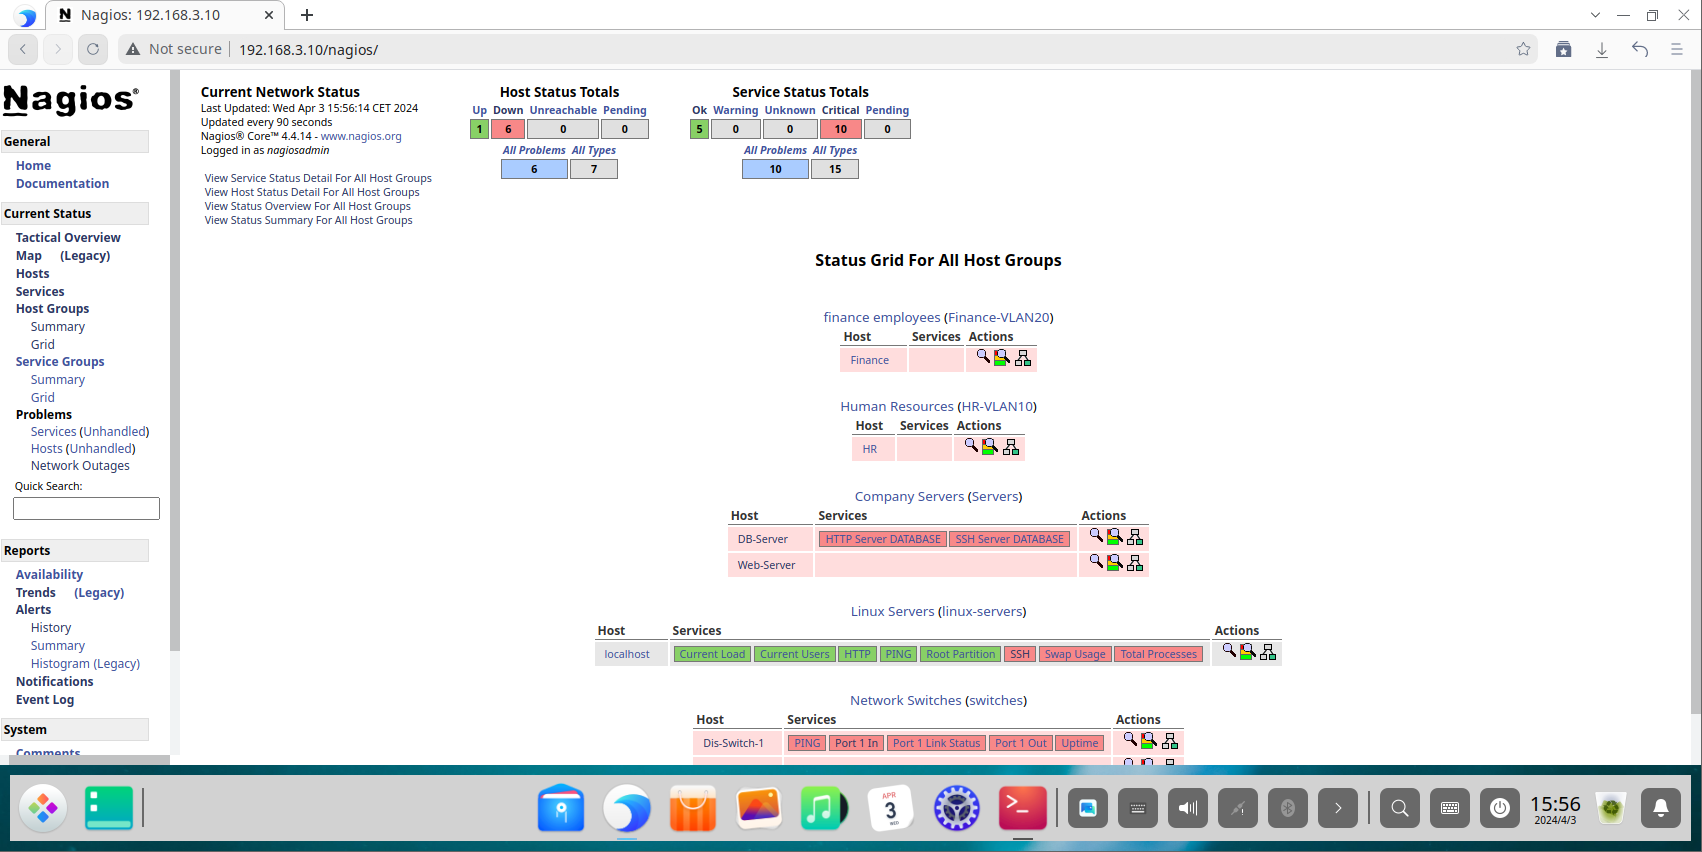 Nagios: 192.168.3.10
Not secure 192.168.3.10/nagios/
Nagios®
General
Home
Documentation
Current Status
Tactical Overview
Map (Legacy)
Hosts
Services
Host Groups
Summary
Grid
Service Groups
Summary
Grid
Problems
Services (Unhandled)
Hosts (Unhandled)
Network Outages
Quick Search:
Reports
Availability
Trends (Legacy)
Alerts
History
Summary
Histogram (Legacy)
Notifications
Event Log
System
Comments
Current Network Status
Last Updated: Wed Apr 3 15:56:14 CET 2024
Updated every 90 seconds
Nagios® Core™ 4.4.14 - www.nagios.org
Logged in as nagiosadmin
View Service Status Detail For All Host Groups
View Host Status Detail For All Host Groups
View Status Overview For All Host Groups
View Status Summary For All Host Groups
Host Status Totals
Up Down Unreachable Pending
1 6 0 0
All Problems All Types
6 7
Service Status Totals
Ok Warning Unknown Critical Pending
5 0 0 10 0
All Problems All Types
10 15
Status Grid For All Host Groups
finance employees (Finance-VLAN20)
Host Services Actions
Finance
Human Resources (HR-VLAN10)
Host Services Actions
HR
Company Servers (Servers)
Host Services Actions
DB-Server HTTP Server DATABASE SSH Server DATABASE
Web-Server
Linux Servers (linux-servers)
Host Services Actions
localhost Current Load Current Users HTTP PING Root Partition SSH Swap Usage Total Processes
Network Switches (switches)
Host Services Actions
Dis-Switch-1 PING Port 1 In Port 1 Link Status Port 1 Out Uptime
APR
3
WED
15:56
2024/4/3